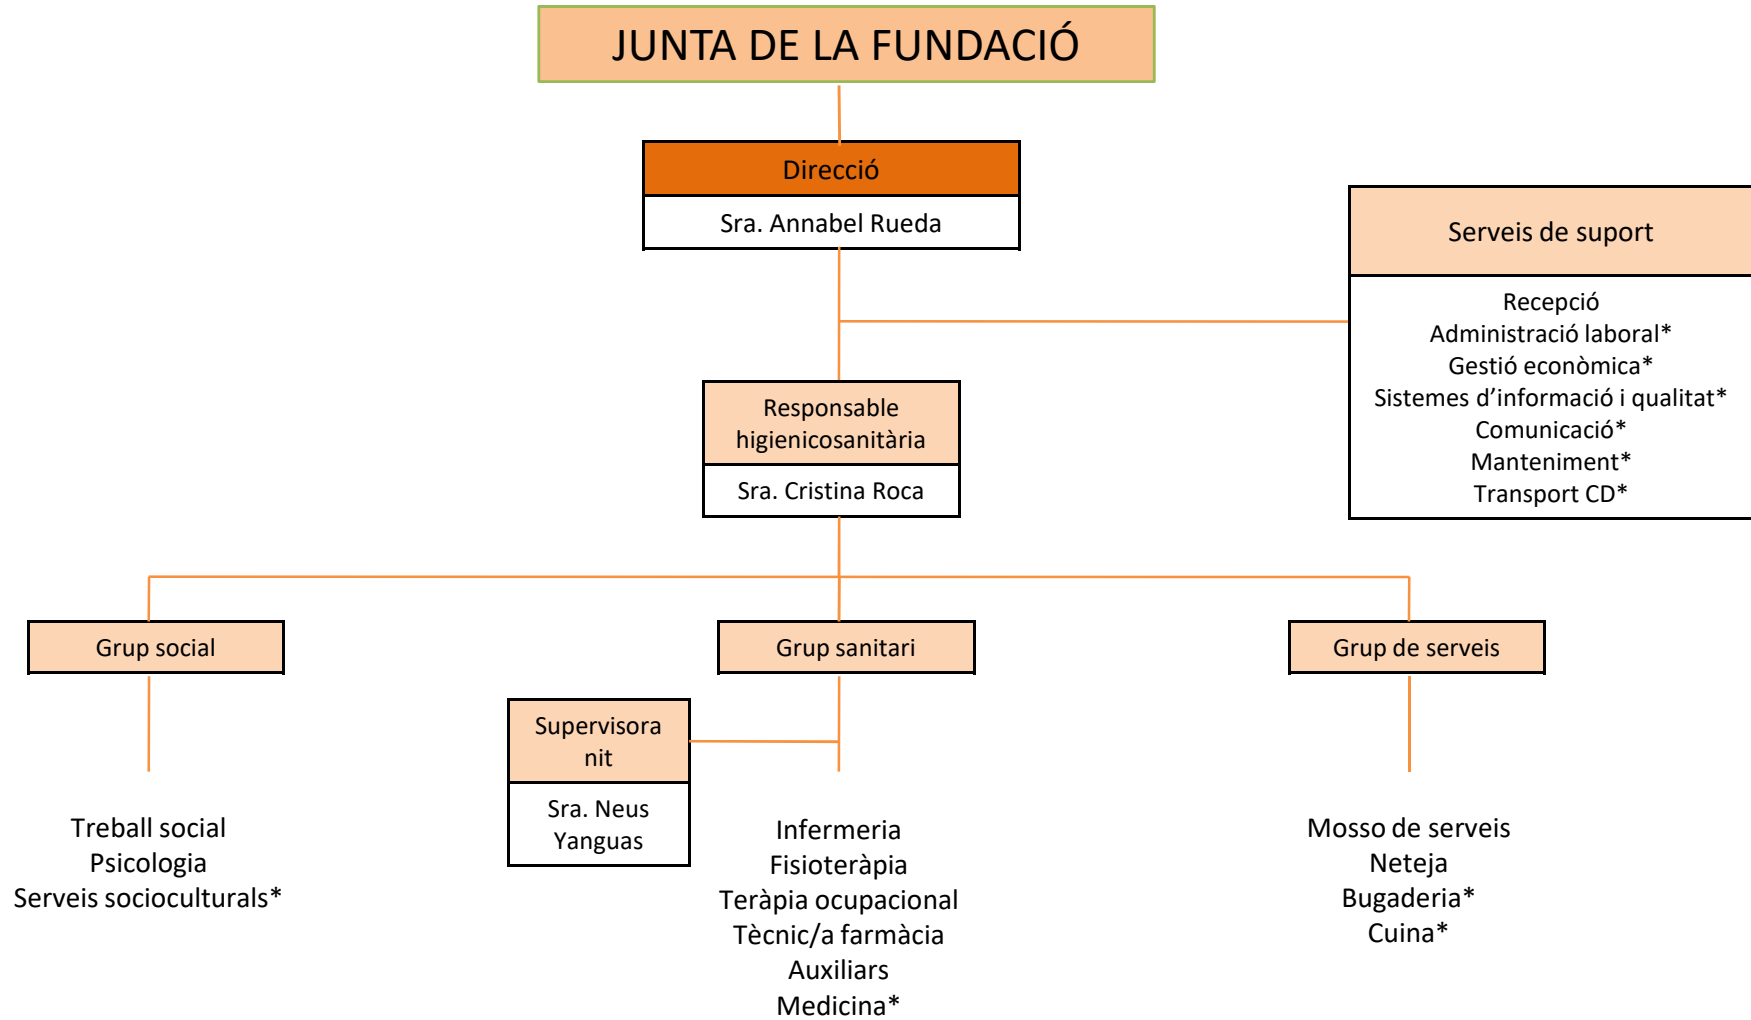 JUNTA DE LA FUNDACIÓ
Direcció
Sra. Annabel Rueda
Serveis de suport
Recepció
Administració laboral*
Gestió econòmica*
Sistemes d’informació i qualitat*
Comunicació*
Manteniment*
Transport CD*
Responsable
higienicosanitària
Sra. Cristina Roca
Grup social
Grup sanitari
Grup de serveis
Supervisora
nit
Sra. Neus
Yanguas
Treball social
Psicologia
Serveis socioculturals*
Infermeria
Fisioteràpia
Teràpia ocupacional
Tècnic/a farmàcia
Auxiliars
Medicina*
Mosso de serveis
Neteja
Bugaderia*
Cuina*